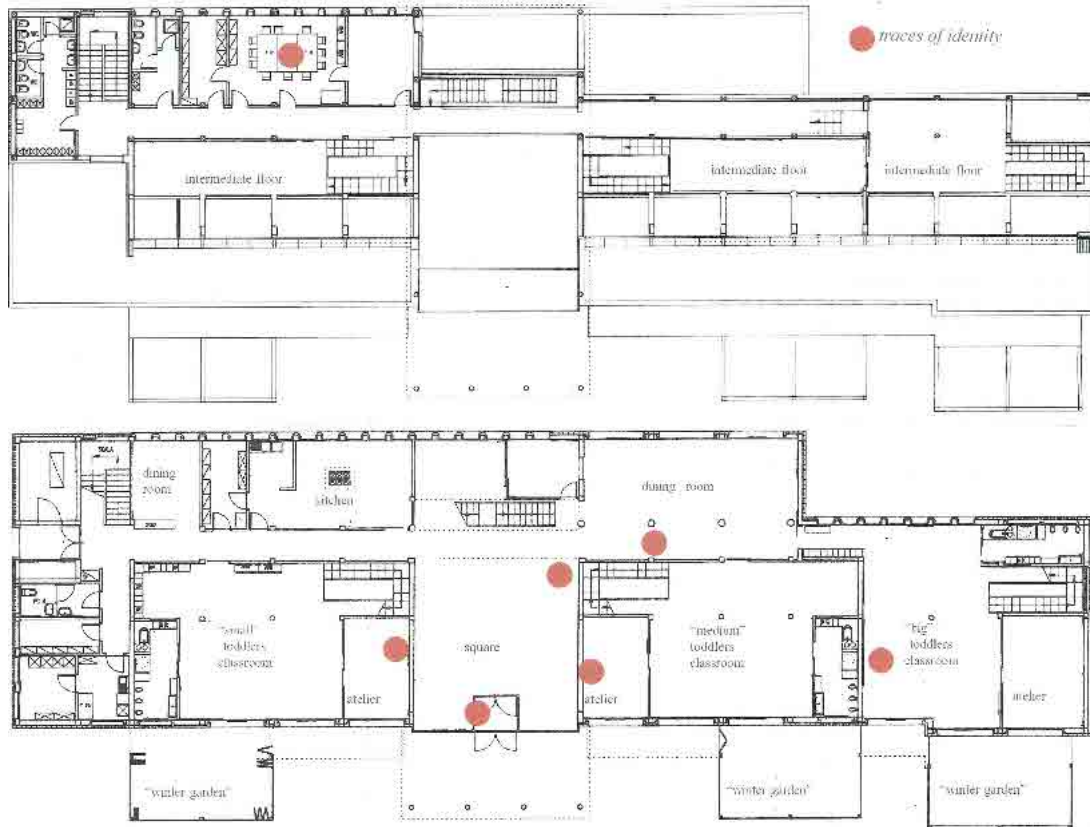 traces of identity
intermediate floor
intermediate floor
intermediate floor
dining
room
kitchen
dining room
"small"
toddlers
classroom
atelier
square
atelier
"medium"
toddlers
classroom
"big"
toddlers
classroom
atelier
"winter garden"
"winter garden"
"winter garden"